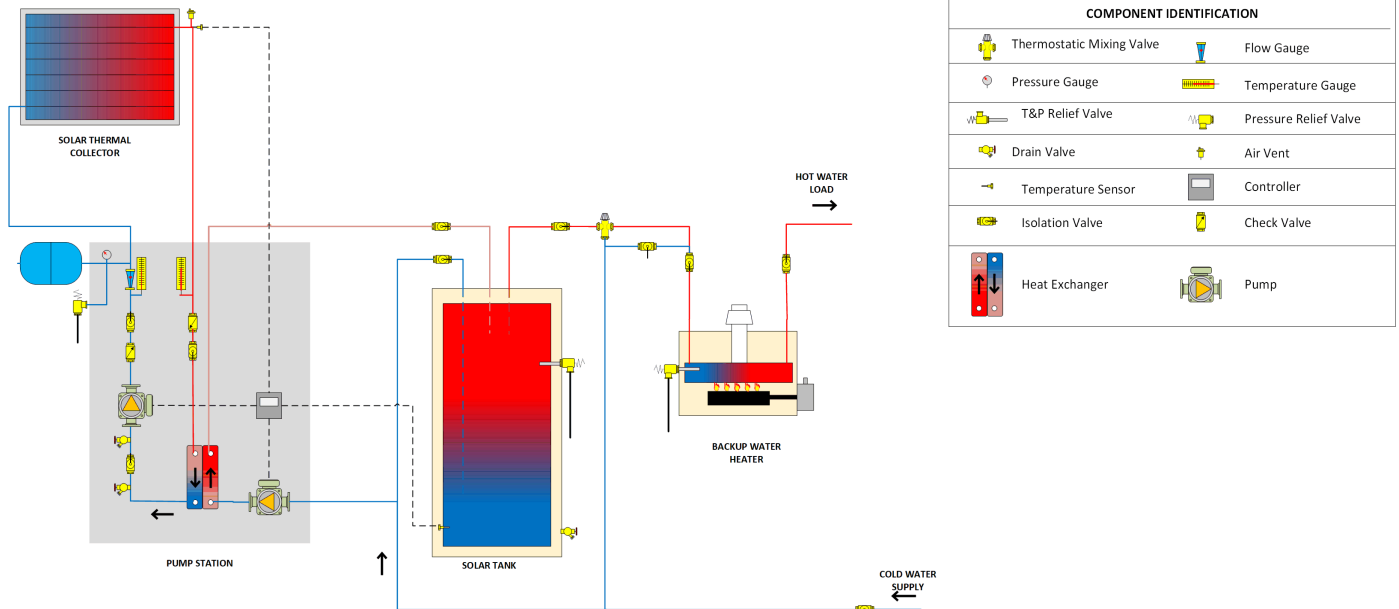 COMPONENT IDENTIFICATION
Thermostatic Mixing Valve
Flow Gauge
Pressure Gauge
Temperature Gauge
T&P Relief Valve
Pressure Relief Valve
Drain Valve
Air Vent
Temperature Sensor
Controller
Isolation Valve
Check Valve
Heat Exchanger
Pump
SOLAR THERMAL
COLLECTOR
HOT WATER
LOAD
BACKUP WATER
HEATER
PUMP STATION
SOLAR TANK
COLD WATER
SUPPLY